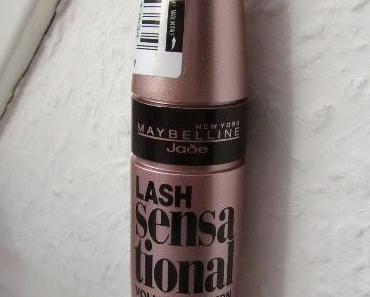 NEW YORK
MAYBELLINE
Jade
LASH
sensa
tional